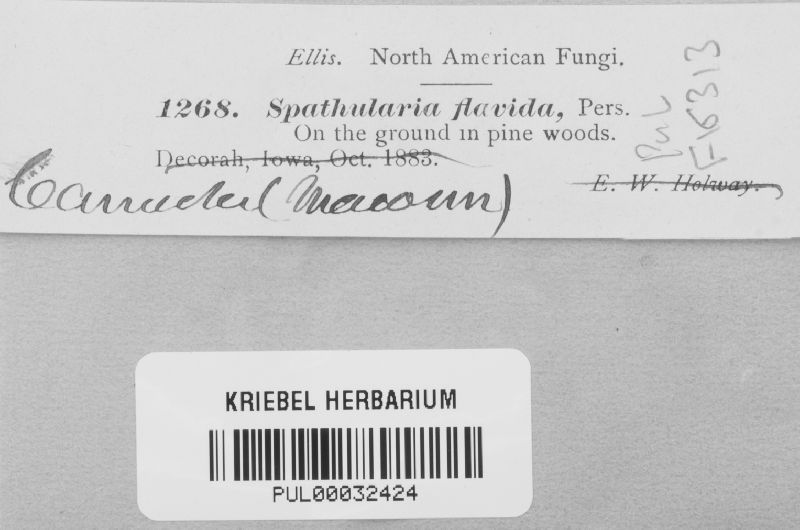 Ellis. North American Fungi.
1268. Spathularia flavida, Pers.
On the ground in pine woods.
Decorah, Iowa, Oct. 1883.
E. W. Holway.
Canada (Macoun)
PUL
F16313
KRIEBEL HERBARIUM
PUL00032424